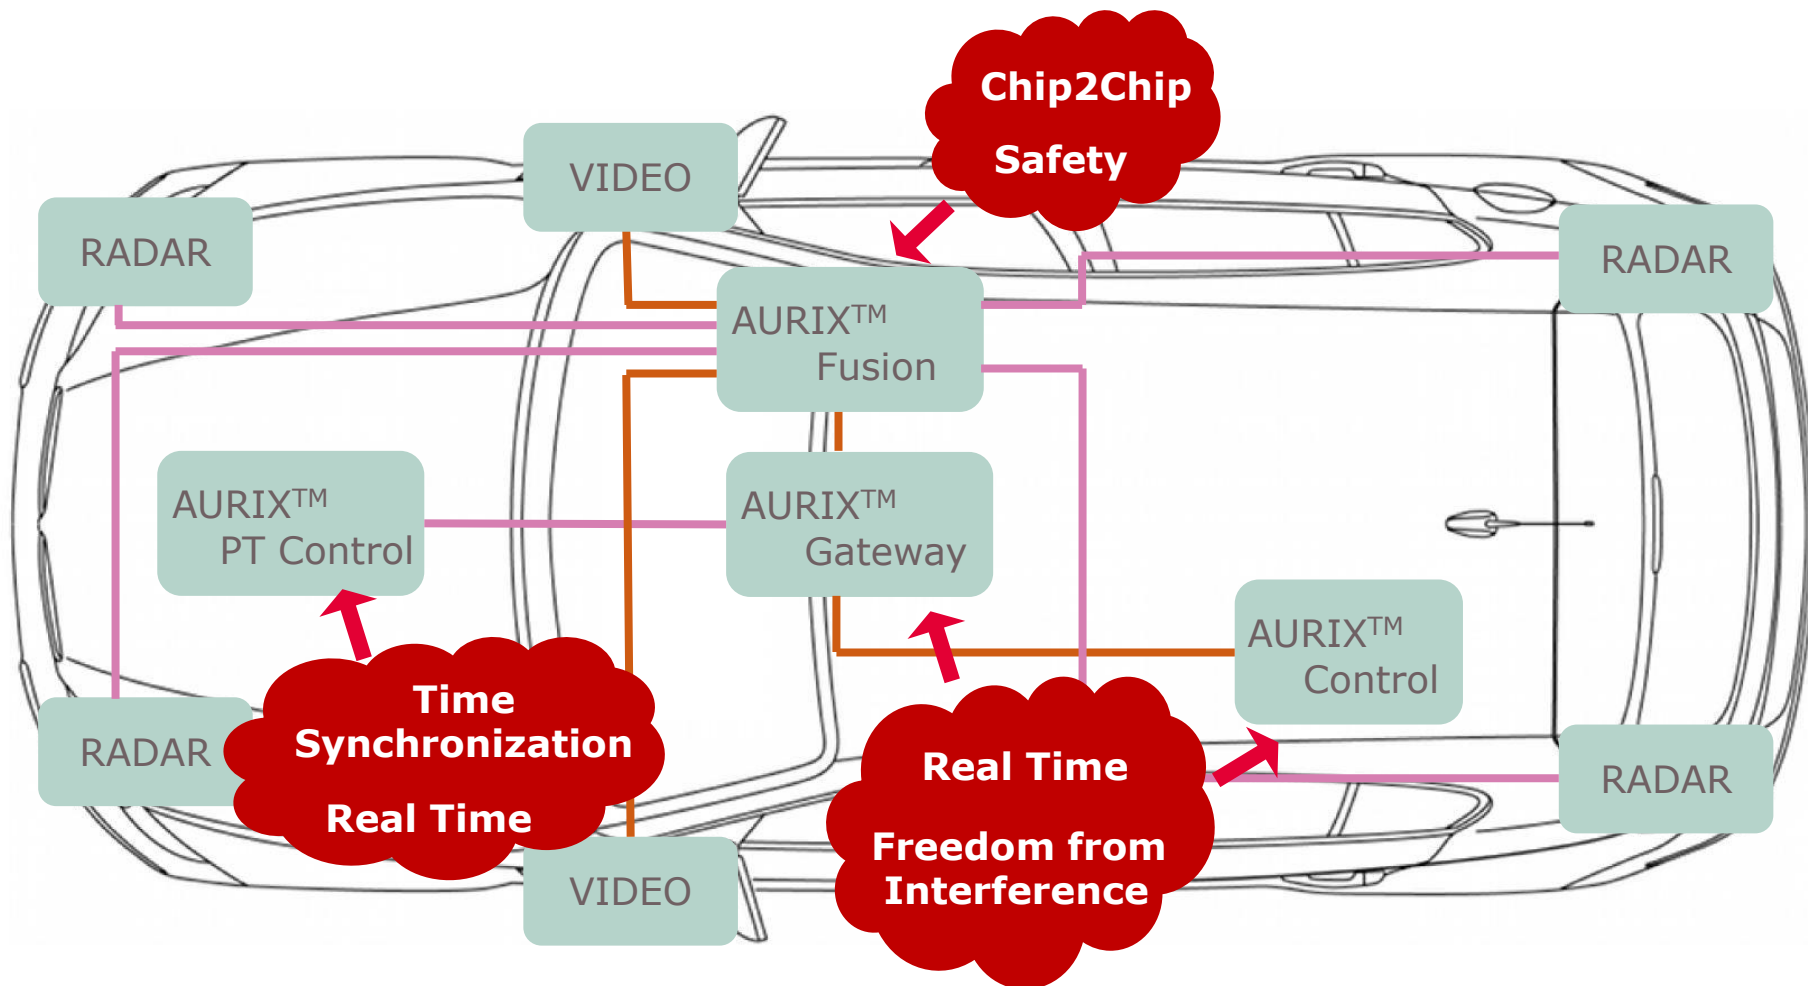 Chip2Chip
Safety
VIDEO
RADAR
RADAR
AURIX™
Fusion
AURIX™
PT Control
AURIX™
Gateway
AURIX™
Control
Time
Synchronization
Real Time
RADAR
Real Time
Freedom from
Interference
RADAR
VIDEO